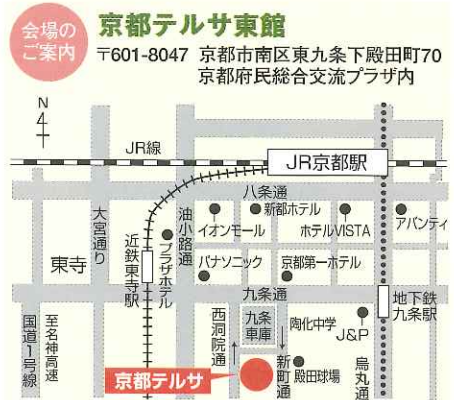 会場の
ご案内
京都テルサ東館
〒601-8047 京都市南区東九条下殿田町70
京都府民総合交流プラザ内
N
JR線
JR京都駅
八条通
大宮通り
油小路通
新都ホテル
イオンモール
ホテルVISTA
アバンティ
近鉄東寺駅
プラザホテル
東寺
パナソニック
京都第一ホテル
九条通
地下鉄
九条駅
国道1号線
至名神高速
西洞院通
九条
車庫
陶化中学
J&P
新町通
殿田球場
烏丸通
京都テルサ